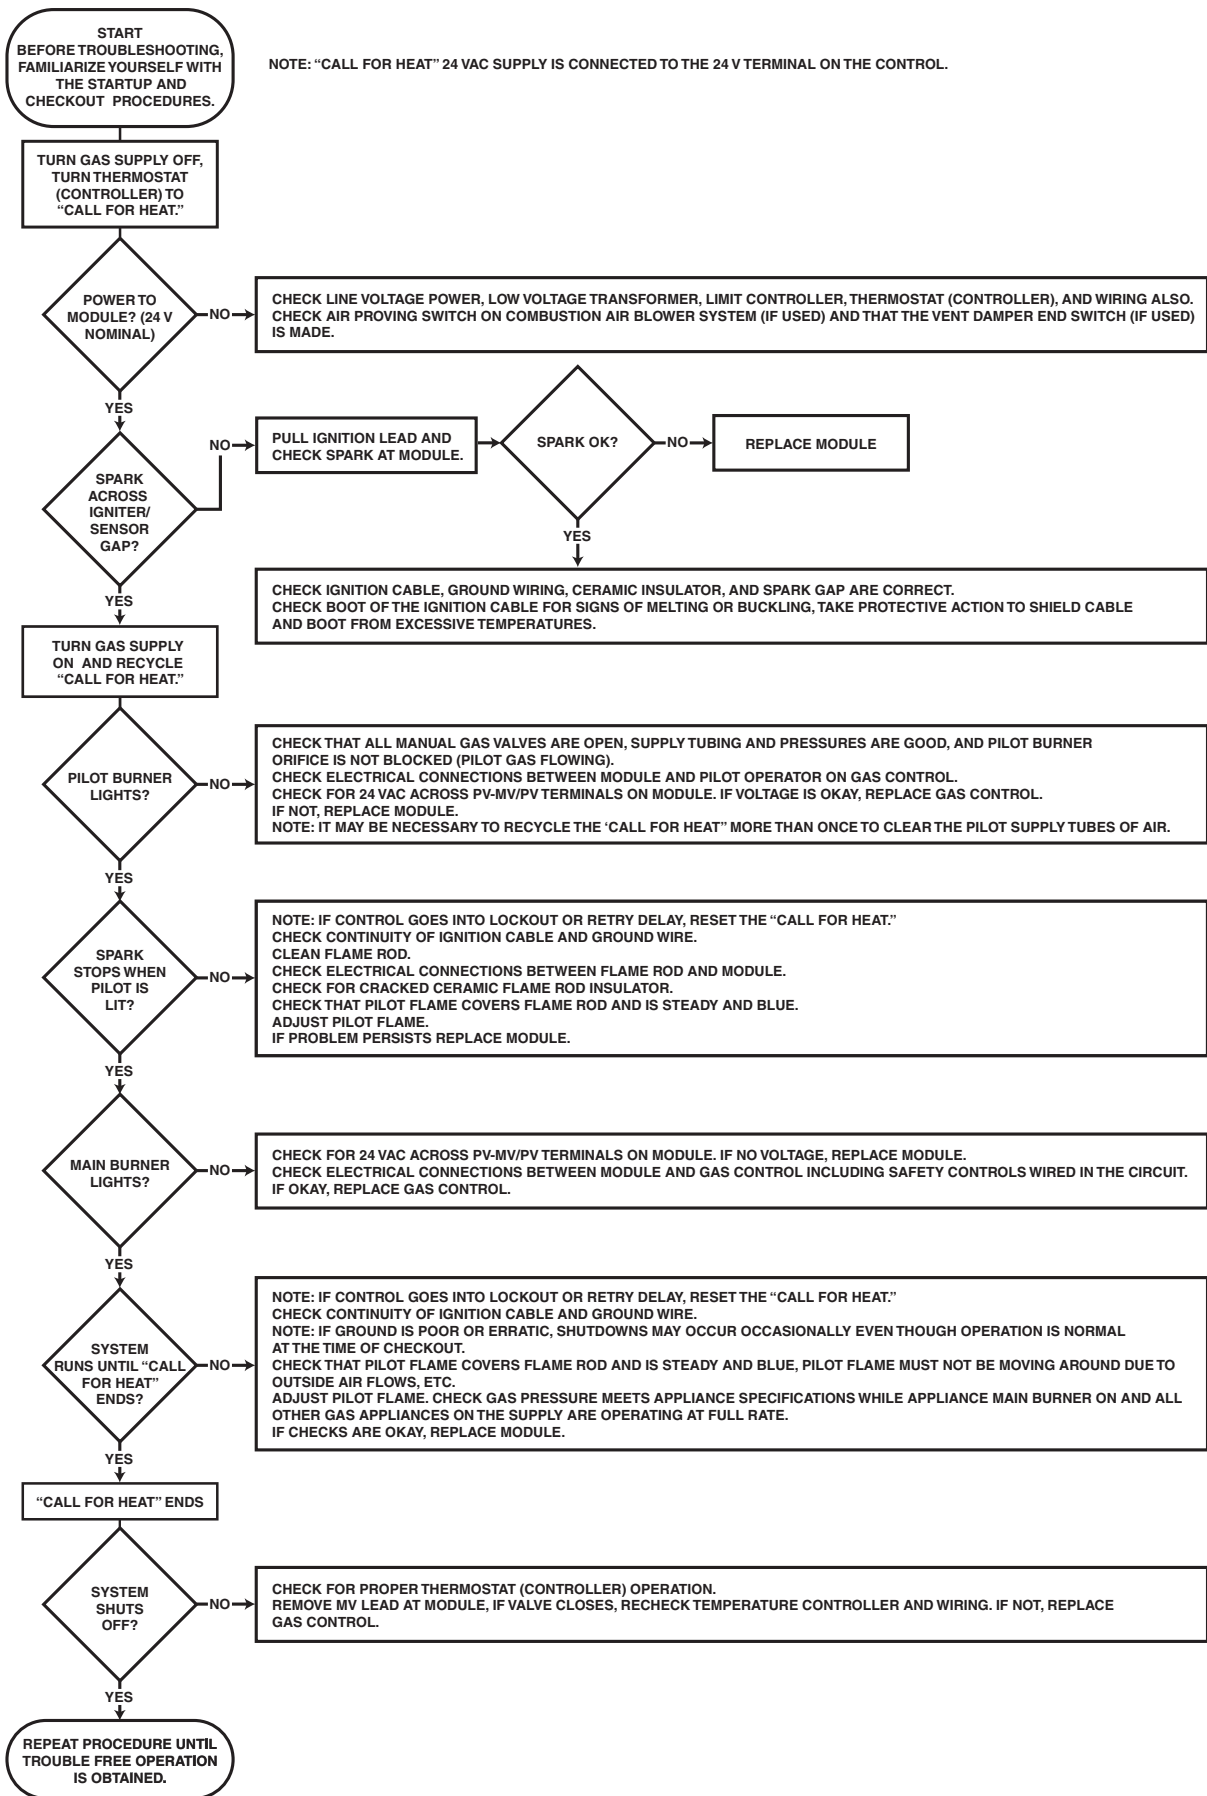 START
BEFORE TROUBLESHOOTING,
FAMILIARIZE YOURSELF WITH
THE STARTUP AND
CHECKOUT PROCEDURES.
NOTE: “CALL FOR HEAT” 24 VAC SUPPLY IS CONNECTED TO THE 24 V TERMINAL ON THE CONTROL.
TURN GAS SUPPLY OFF,
TURN THERMOSTAT
(CONTROLLER) TO
“CALL FOR HEAT.”
POWER TO
MODULE? (24 V
NOMINAL)
NO
CHECK LINE VOLTAGE POWER, LOW VOLTAGE TRANSFORMER, LIMIT CONTROLLER, THERMOSTAT (CONTROLLER), AND WIRING ALSO.
CHECK AIR PROVING SWITCH ON COMBUSTION AIR BLOWER SYSTEM (IF USED) AND THAT THE VENT DAMPER END SWITCH (IF USED)
IS MADE.
YES
SPARK
ACROSS
IGNITER/
SENSOR
GAP?
NO
PULL IGNITION LEAD AND
CHECK SPARK AT MODULE.
SPARK OK?
NO
REPLACE MODULE
YES
CHECK IGNITION CABLE, GROUND WIRING, CERAMIC INSULATOR, AND SPARK GAP ARE CORRECT.
CHECK BOOT OF THE IGNITION CABLE FOR SIGNS OF MELTING OR BUCKLING, TAKE PROTECTIVE ACTION TO SHIELD CABLE
AND BOOT FROM EXCESSIVE TEMPERATURES.
YES
TURN GAS SUPPLY
ON AND RECYCLE
“CALL FOR HEAT.”
PILOT BURNER
LIGHTS?
NO
CHECK THAT ALL MANUAL GAS VALVES ARE OPEN, SUPPLY TUBING AND PRESSURES ARE GOOD, AND PILOT BURNER
ORIFICE IS NOT BLOCKED (PILOT GAS FLOWING).
CHECK ELECTRICAL CONNECTIONS BETWEEN MODULE AND PILOT OPERATOR ON GAS CONTROL.
CHECK FOR 24 VAC ACROSS PV-MV/PV TERMINALS ON MODULE. IF VOLTAGE IS OKAY, REPLACE GAS CONTROL.
IF NOT, REPLACE MODULE.
NOTE: IT MAY BE NECESSARY TO RECYCLE THE ‘CALL FOR HEAT” MORE THAN ONCE TO CLEAR THE PILOT SUPPLY TUBES OF AIR.
YES
SPARK
STOPS WHEN
PILOT IS
LIT?
NO
NOTE: IF CONTROL GOES INTO LOCKOUT OR RETRY DELAY, RESET THE “CALL FOR HEAT.”
CHECK CONTINUITY OF IGNITION CABLE AND GROUND WIRE.
CLEAN FLAME ROD.
CHECK ELECTRICAL CONNECTIONS BETWEEN FLAME ROD AND MODULE.
CHECK FOR CRACKED CERAMIC FLAME ROD INSULATOR.
CHECK THAT PILOT FLAME COVERS FLAME ROD AND IS STEADY AND BLUE.
ADJUST PILOT FLAME.
IF PROBLEM PERSISTS REPLACE MODULE.
YES
MAIN BURNER
LIGHTS?
NO
CHECK FOR 24 VAC ACROSS PV-MV/PV TERMINALS ON MODULE. IF NO VOLTAGE, REPLACE MODULE.
CHECK ELECTRICAL CONNECTIONS BETWEEN MODULE AND GAS CONTROL INCLUDING SAFETY CONTROLS WIRED IN THE CIRCUIT.
IF OKAY, REPLACE GAS CONTROL.
YES
SYSTEM
RUNS UNTIL “CALL
FOR HEAT”
ENDS?
NO
NOTE: IF CONTROL GOES INTO LOCKOUT OR RETRY DELAY, RESET THE “CALL FOR HEAT.”
CHECK CONTINUITY OF IGNITION CABLE AND GROUND WIRE.
NOTE: IF GROUND IS POOR OR ERRATIC, SHUTDOWNS MAY OCCUR OCCASIONALLY EVEN THOUGH OPERATION IS NORMAL
AT THE TIME OF CHECKOUT.
CHECK THAT PILOT FLAME COVERS FLAME ROD AND IS STEADY AND BLUE, PILOT FLAME MUST NOT BE MOVING AROUND DUE TO
OUTSIDE AIR FLOWS, ETC.
ADJUST PILOT FLAME. CHECK GAS PRESSURE MEETS APPLIANCE SPECIFICATIONS WHILE APPLIANCE MAIN BURNER ON AND ALL
OTHER GAS APPLIANCES ON THE SUPPLY ARE OPERATING AT FULL RATE.
IF CHECKS ARE OKAY, REPLACE MODULE.
YES
“CALL FOR HEAT” ENDS
SYSTEM
SHUTS
OFF?
NO
CHECK FOR PROPER THERMOSTAT (CONTROLLER) OPERATION.
REMOVE MV LEAD AT MODULE, IF VALVE CLOSES, RECHECK TEMPERATURE CONTROLLER AND WIRING. IF NOT, REPLACE
GAS CONTROL.
YES
REPEAT PROCEDURE UNTIL
TROUBLE FREE OPERATION
IS OBTAINED.